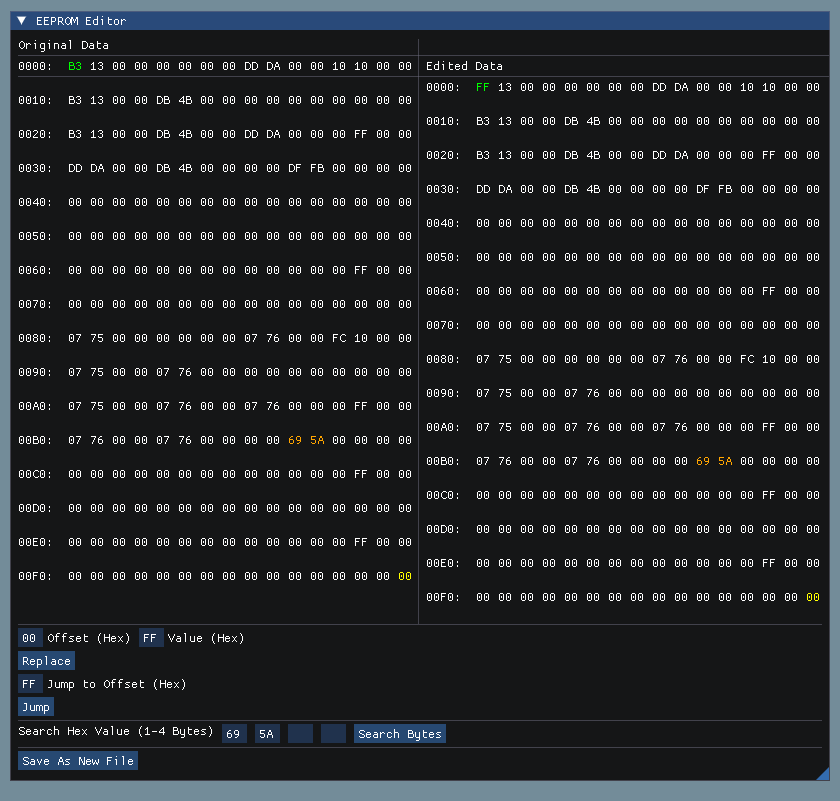 ▼ EEPROM Editor
Original Data
0000: B3 13 00 00 00 00 00 00 DD DA 00 00 10 10 00 00
0010: B3 13 00 00 DB 4B 00 00 00 00 00 00 00 00 00 00
0020: B3 13 00 00 DB 4B 00 00 DD DA 00 00 00 FF 00 00
0030: DD DA 00 00 DB 4B 00 00 00 00 DF FB 00 00 00 00
0040: 00 00 00 00 00 00 00 00 00 00 00 00 00 00 00 00
0050: 00 00 00 00 00 00 00 00 00 00 00 00 00 00 00 00
0060: 00 00 00 00 00 00 00 00 00 00 00 00 00 FF 00 00
0070: 00 00 00 00 00 00 00 00 00 00 00 00 00 00 00 00
0080: 07 75 00 00 00 00 00 00 07 76 00 00 FC 10 00 00
0090: 07 75 00 00 07 76 00 00 00 00 00 00 00 00 00 00
00A0: 07 75 00 00 07 76 00 00 07 76 00 00 00 FF 00 00
00B0: 07 76 00 00 07 76 00 00 00 00 69 5A 00 00 00 00
00C0: 00 00 00 00 00 00 00 00 00 00 00 00 00 FF 00 00
00D0: 00 00 00 00 00 00 00 00 00 00 00 00 00 00 00 00
00E0: 00 00 00 00 00 00 00 00 00 00 00 00 00 FF 00 00
00F0: 00 00 00 00 00 00 00 00 00 00 00 00 00 00 00 00
Edited Data
0000: FF 13 00 00 00 00 00 00 DD DA 00 00 10 10 00 00
0010: B3 13 00 00 DB 4B 00 00 00 00 00 00 00 00 00 00
0020: B3 13 00 00 DB 4B 00 00 DD DA 00 00 00 FF 00 00
0030: DD DA 00 00 DB 4B 00 00 00 00 DF FB 00 00 00 00
0040: 00 00 00 00 00 00 00 00 00 00 00 00 00 00 00 00
0050: 00 00 00 00 00 00 00 00 00 00 00 00 00 00 00 00
0060: 00 00 00 00 00 00 00 00 00 00 00 00 00 FF 00 00
0070: 00 00 00 00 00 00 00 00 00 00 00 00 00 00 00 00
0080: 07 75 00 00 00 00 00 00 07 76 00 00 FC 10 00 00
0090: 07 75 00 00 07 76 00 00 00 00 00 00 00 00 00 00
00A0: 07 75 00 00 07 76 00 00 07 76 00 00 00 FF 00 00
00B0: 07 76 00 00 07 76 00 00 00 00 69 5A 00 00 00 00
00C0: 00 00 00 00 00 00 00 00 00 00 00 00 00 FF 00 00
00D0: 00 00 00 00 00 00 00 00 00 00 00 00 00 00 00 00
00E0: 00 00 00 00 00 00 00 00 00 00 00 00 00 FF 00 00
00F0: 00 00 00 00 00 00 00 00 00 00 00 00 00 00 00 00
00 Offset (Hex) FF Value (Hex)
Replace
FF Jump to Offset (Hex)
Jump
Search Hex Value (1-4 Bytes) 69 5A Search Bytes
Save As New File